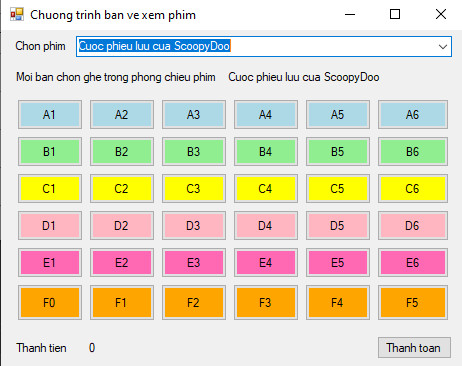 Chuong trinh ban ve xem phim
Chon phim Cuoc phieu luu cua ScoopyDoo
Moi ban chon ghe trong phong chieu phim Cuoc phieu luu cua ScoopyDoo
A1 A2 A3 A4 A5 A6
B1 B2 B3 B4 B5 B6
C1 C2 C3 C4 C5 C6
D1 D2 D3 D4 D5 D6
E1 E2 E3 E4 E5 E6
F0 F1 F2 F3 F4 F5
Thanh tien 0 Thanh toan